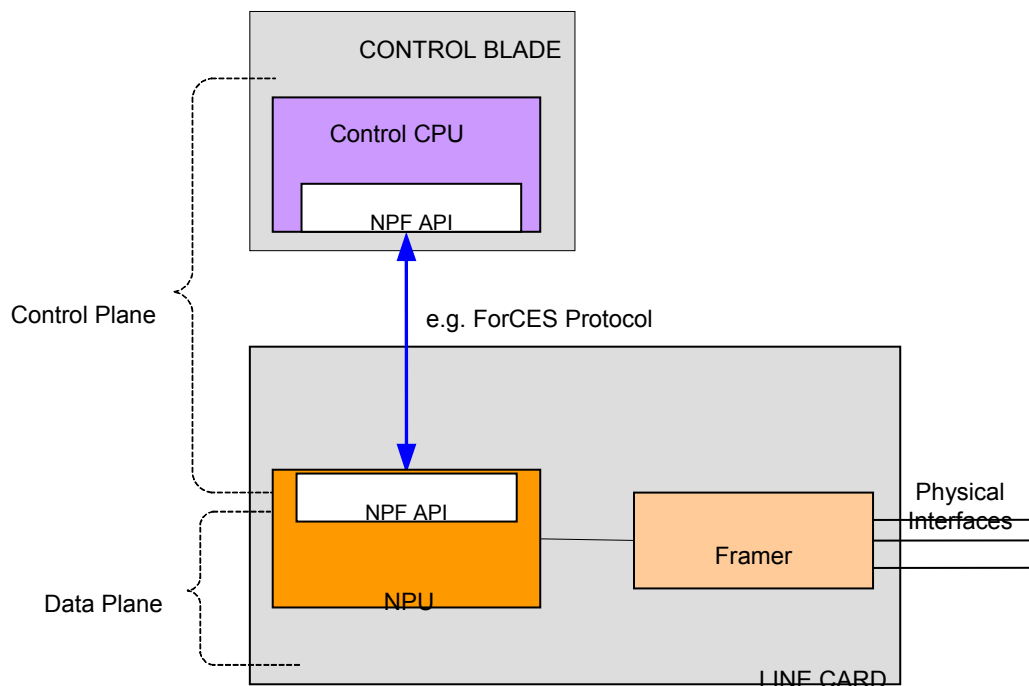 CONTROL BLADE
Control CPU
NPF API
Control Plane
e.g. ForCES Protocol
NPF API
Physical
Interfaces
Framer
Data Plane
NPU
LINE CARD